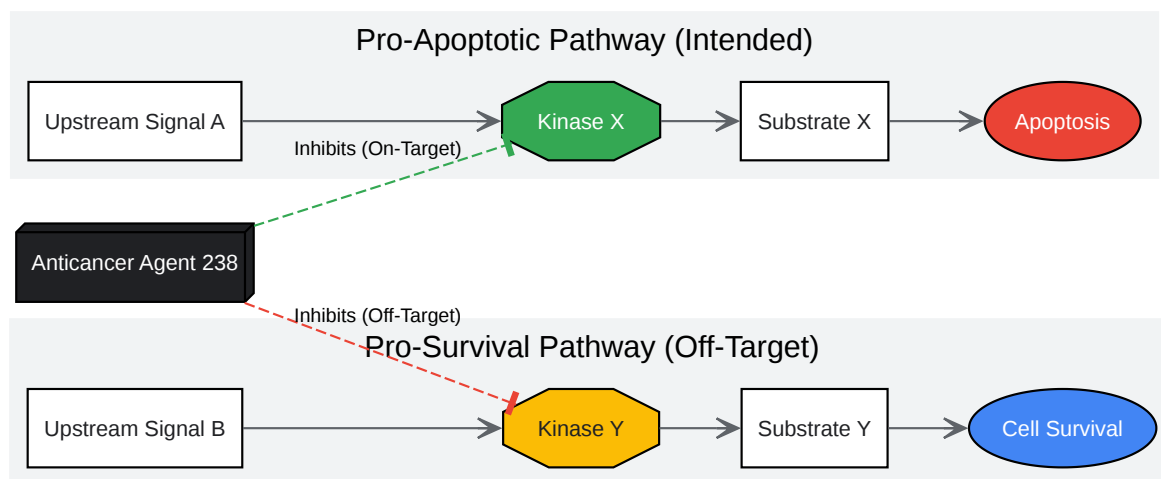 Pro-Apoptotic Pathway (Intended)
Upstream Signal A
Kinase X
Substrate X
Apoptosis
Inhibits (On-Target)
Anticancer Agent 238
Inhibits (Off-Target)
Pro-Survival Pathway (Off-Target)
Upstream Signal B
Kinase Y
Substrate Y
Cell Survival